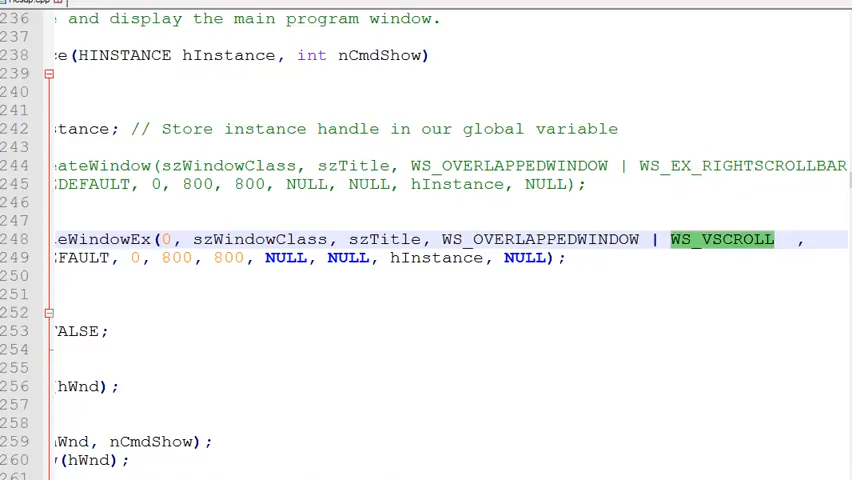 236 e and display the main program window.
237
238 ce(HINSTANCE hInstance, int nCmdShow)
239
240
241
242 stance; // Store instance handle in our global variable
243
244 eateWindow(szWindowClass, szTitle, WS_OVERLAPPEDWINDOW | WS_EX_RIGHTSCROLLBAR
245 DEFAULT, 0, 800, 800, NULL, NULL, hInstance, NULL);
246
247
248 eWindowEx(0, szWindowClass, szTitle, WS_OVERLAPPEDWINDOW | WS_VSCROLL ,
249 FAULT, 0, 800, 800, NULL, NULL, hInstance, NULL);
250
251
252
253 FALSE;
254
255
256 (hWnd);
257
258
259 Wnd, nCmdShow);
260 (hWnd);
261